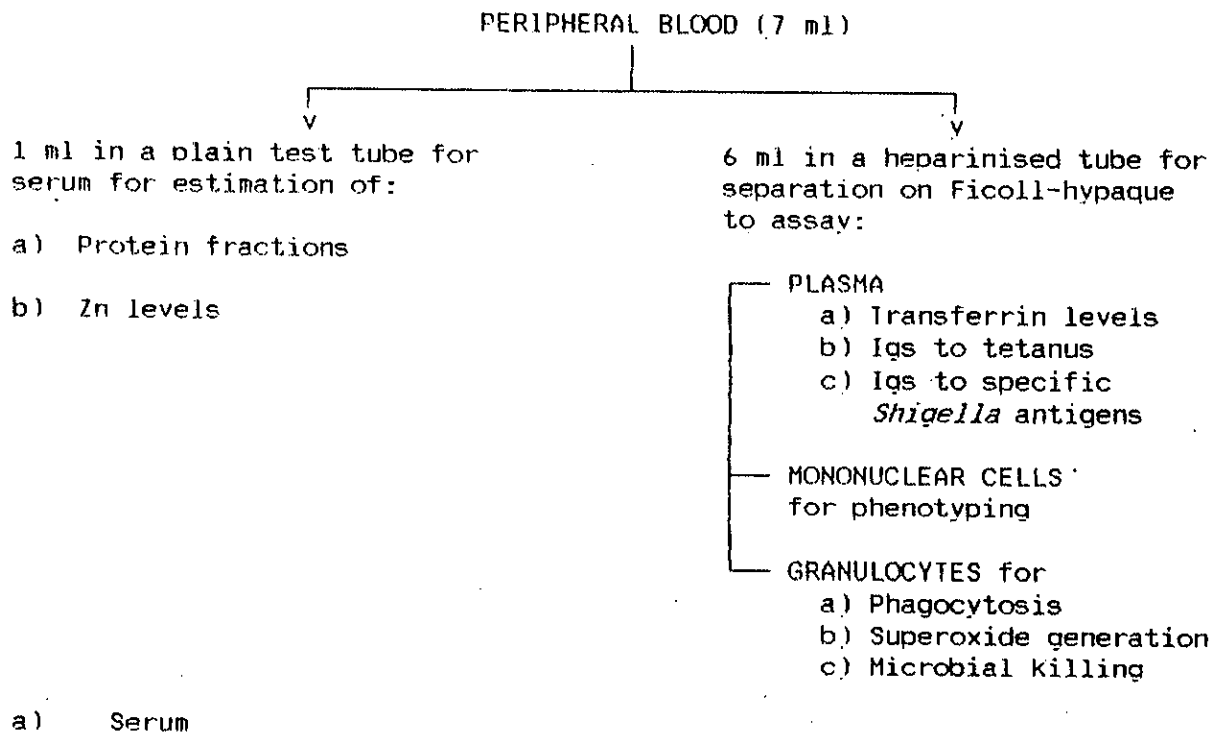 PERIPHERAL BLOOD (7 ml)
1 ml in a plain test tube for
serum for estimation of:
a) Protein fractions
b) Zn levels
6 ml in a heparinised tube for
separation on Ficoll-hypaque
to assay:
PLASMA
a) Transferrin levels
b) Igs to tetanus
c) Igs to specific
Shigella antigens
MONONUCLEAR CELLS
for phenotyping
GRANULOCYTES for
a) Phagocytosis
b) Superoxide generation
c) Microbial killing
a) Serum